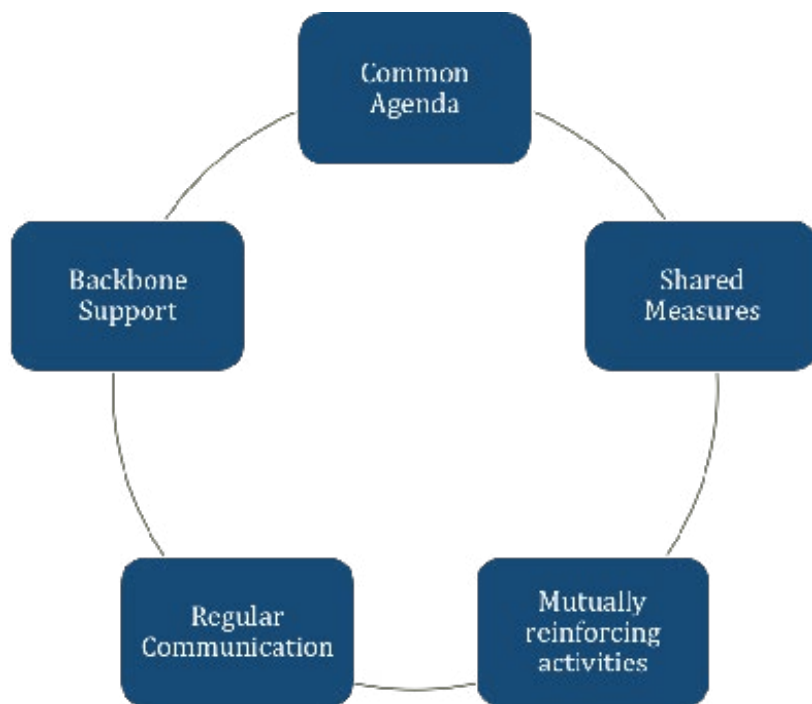 Common
Agenda
Backbone
Support
Shared
Measures
Regular
Communication
Mutually
reinforcing
activities